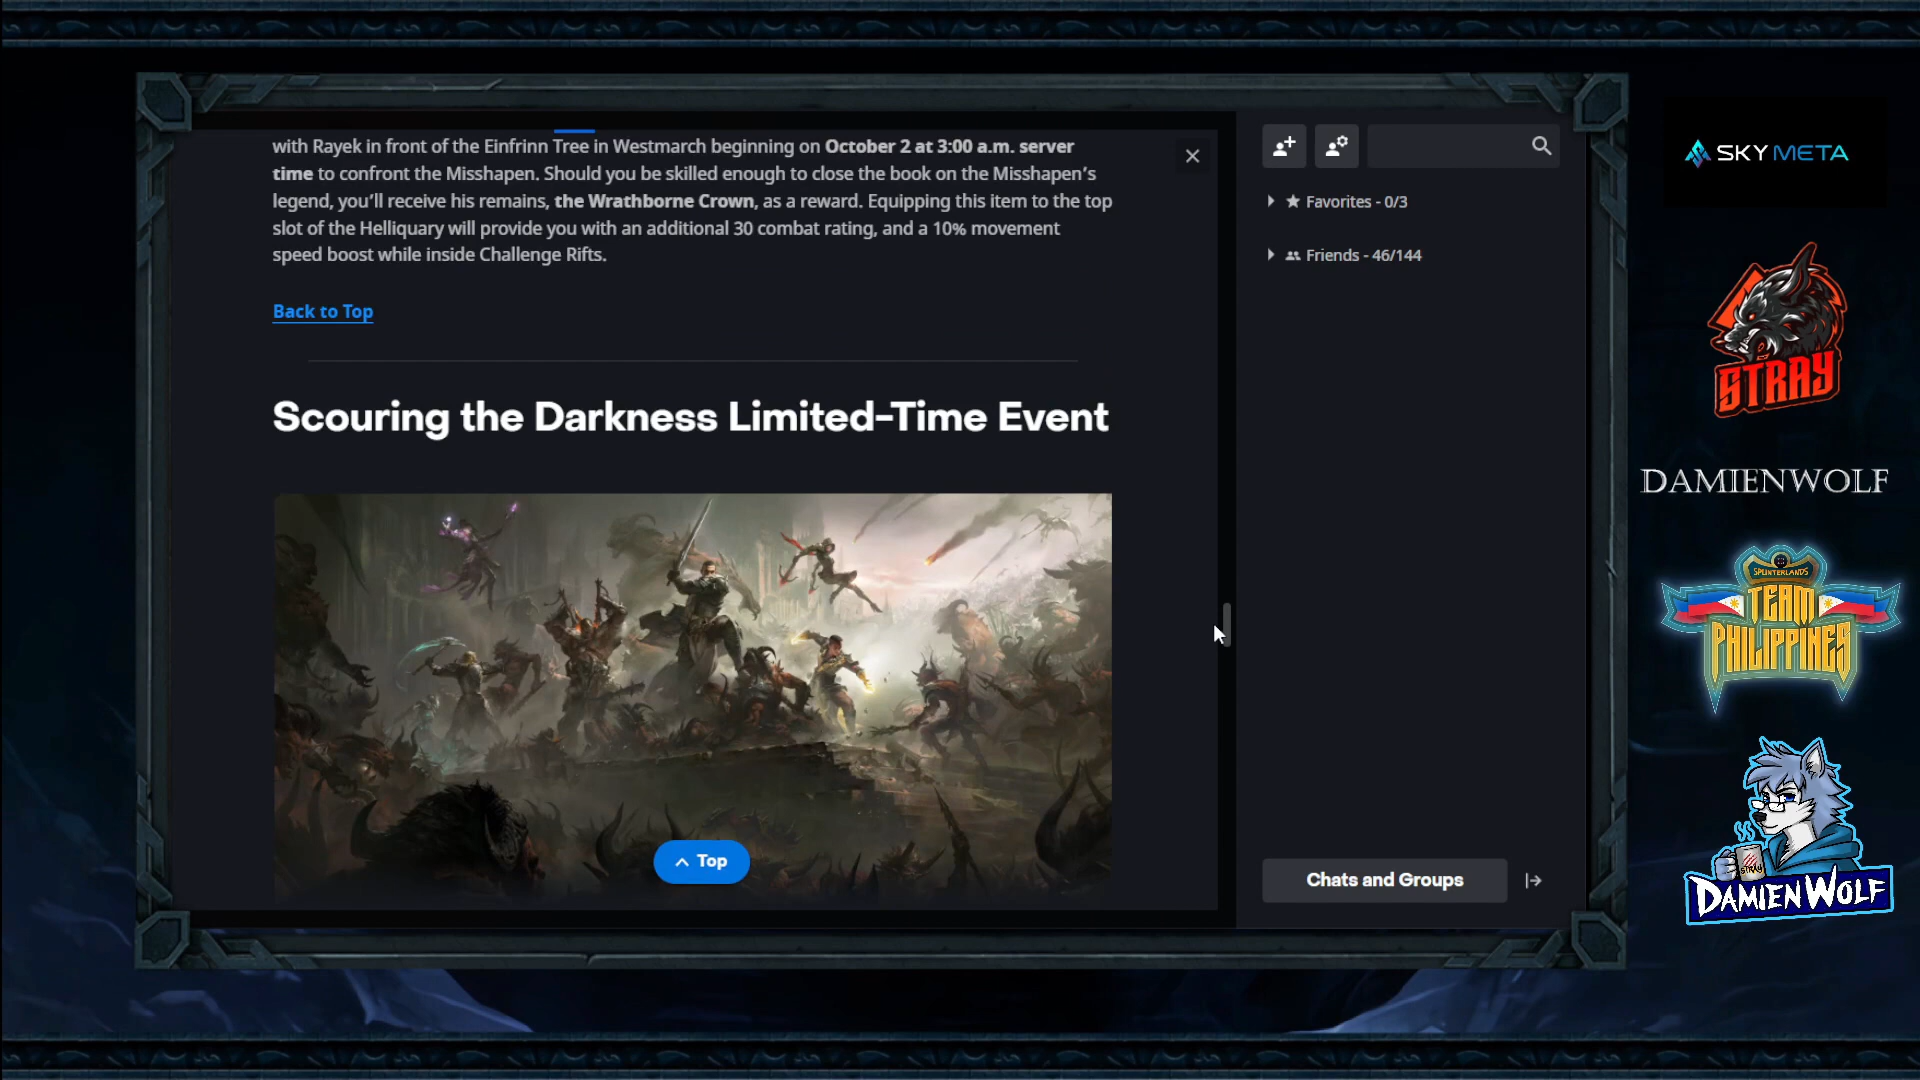 with Rayek in front of the Einfrinn Tree in Westmarch beginning on October 2 at 3:00 a.m. server
time to confront the Misshapen. Should you be skilled enough to close the book on the Misshapen's
legend, you'll receive his remains, the Wrathborne Crown, as a reward. Equipping this item to the top
slot of the Helliquary will provide you with an additional 30 combat rating, and a 10% movement
speed boost while inside Challenge Rifts.
Back to Top
Scouring the Darkness Limited-Time Event
Top
Favorites - 0/3
Friends - 46/144
Chats and Groups
SKY META
STRAY
DAMIENWOLF
SPLINTERLANDS
TEAM
PHILIPPINES
STRAY
DAMIENWOLF